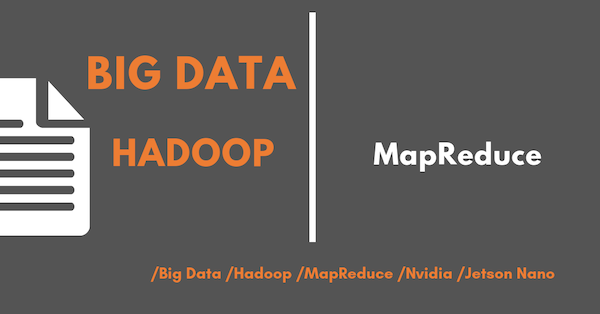 BIG DATA
HADOOP
MapReduce
/Big Data /Hadoop /MapReduce /Nvidia /Jetson Nano